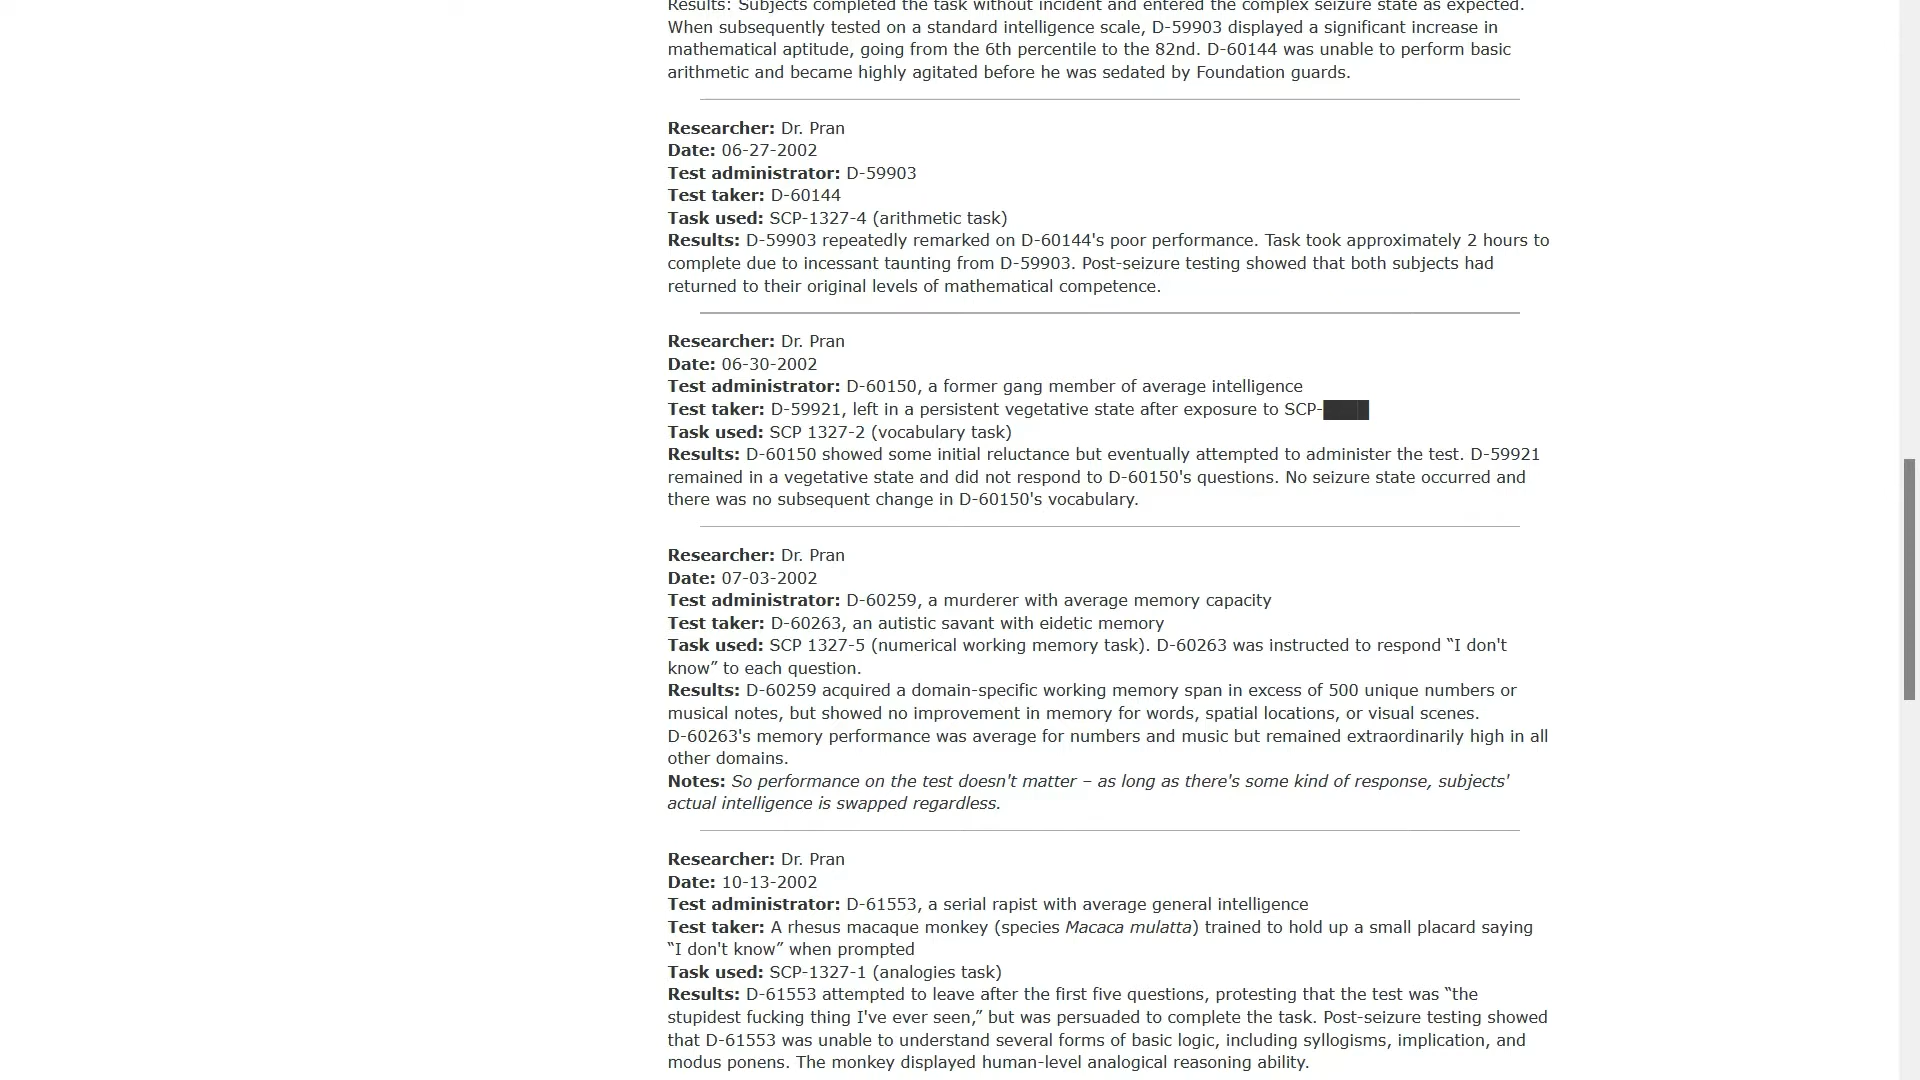 Results: Subjects completed the task without incident and entered the complex seizure state as expected.
When subsequently tested on a standard intelligence scale, D-59903 displayed a significant increase in
mathematical aptitude, going from the 6th percentile to the 82nd. D-60144 was unable to perform basic
arithmetic and became highly agitated before he was sedated by Foundation guards.
Researcher: Dr. Pran
Date: 06-27-2002
Test administrator: D-59903
Test taker: D-60144
Task used: SCP-1327-4 (arithmetic task)
Results: D-59903 repeatedly remarked on D-60144's poor performance. Task took approximately 2 hours to
complete due to incessant taunting from D-59903. Post-seizure testing showed that both subjects had
returned to their original levels of mathematical competence.
Researcher: Dr. Pran
Date: 06-30-2002
Test administrator: D-60150, a former gang member of average intelligence
Test taker: D-59921, left in a persistent vegetative state after exposure to SCP-████
Task used: SCP 1327-2 (vocabulary task)
Results: D-60150 showed some initial reluctance but eventually attempted to administer the test. D-59921
remained in a vegetative state and did not respond to D-60150's questions. No seizure state occurred and
there was no subsequent change in D-60150's vocabulary.
Researcher: Dr. Pran
Date: 07-03-2002
Test administrator: D-60259, a murderer with average memory capacity
Test taker: D-60263, an autistic savant with eidetic memory
Task used: SCP 1327-5 (numerical working memory task). D-60263 was instructed to respond “I don't
know” to each question.
Results: D-60259 acquired a domain-specific working memory span in excess of 500 unique numbers or
musical notes, but showed no improvement in memory for words, spatial locations, or visual scenes.
D-60263's memory performance was average for numbers and music but remained extraordinarily high in all
other domains.
Notes: So performance on the test doesn't matter – as long as there's some kind of response, subjects'
actual intelligence is swapped regardless.
Researcher: Dr. Pran
Date: 10-13-2002
Test administrator: D-61553, a serial rapist with average general intelligence
Test taker: A rhesus macaque monkey (species Macaca mulatta) trained to hold up a small placard saying
“I don't know” when prompted
Task used: SCP-1327-1 (analogies task)
Results: D-61553 attempted to leave after the first five questions, protesting that the test was “the
stupidest fucking thing I've ever seen,” but was persuaded to complete the task. Post-seizure testing showed
that D-61553 was unable to understand several forms of basic logic, including syllogisms, implication, and
modus ponens. The monkey displayed human-level analogical reasoning ability.